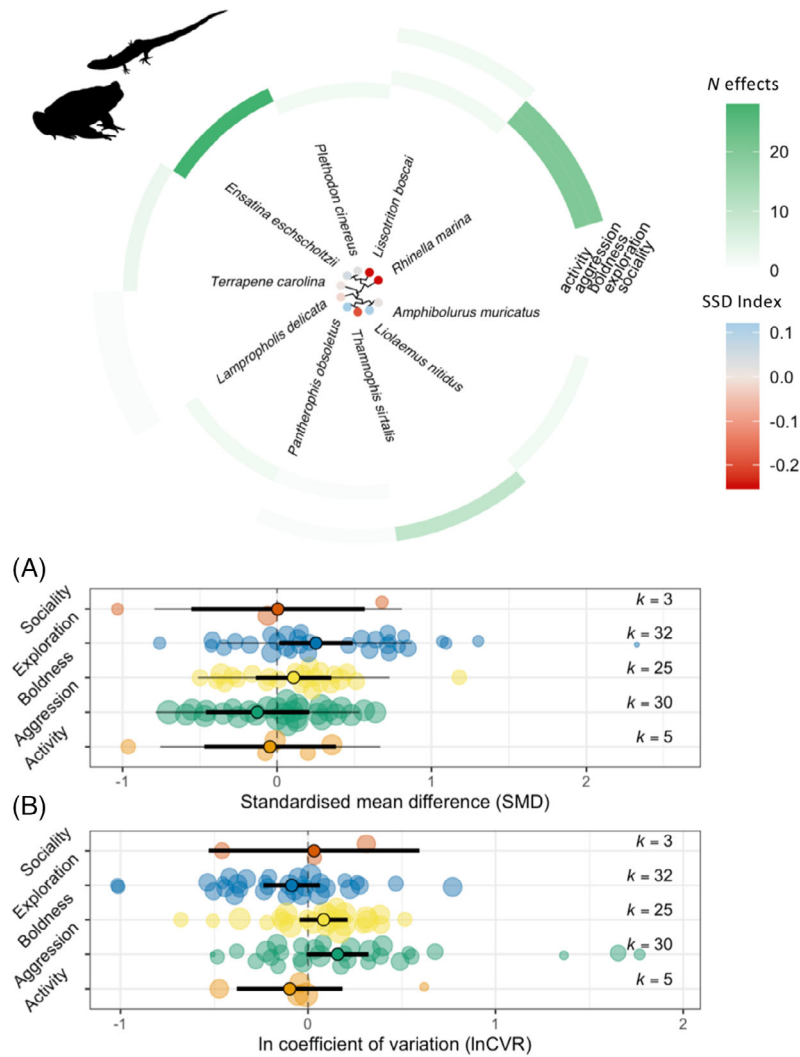 N effects
20
10
0
SSD Index
0.1
0.0
-0.1
-0.2
activity
aggression
boldness
exploration
sociality
Plethodon cinereus
Lissotriton boscai
Ensatina eschscholtzii
Rhinella marina
Terrapene carolina
Amphibolurus muricatus
Lampropholis delicata
Liolaemus nitidus
Pantherophis obsoletus
Thamnophis sirtalis
(A)
Sociality
k = 3
Exploration
k = 32
Boldness
k = 25
Aggression
k = 30
Activity
k = 5
-1 0 1 2
Standardised mean difference (SMD)
(B)
Sociality
k = 3
Exploration
k = 32
Boldness
k = 25
Aggression
k = 30
Activity
k = 5
-1 0 1 2
ln coefficient of variation (lnCVR)